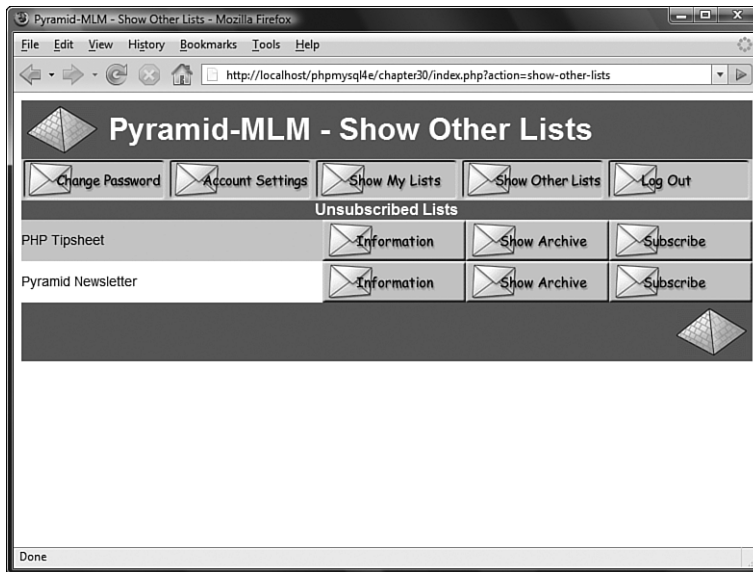 Pyramid-MLM - Show Other Lists - Mozilla Firefox
File Edit View History Bookmarks Tools Help
http://localhost/phpmysql4e/chapter30/index.php?action=show-other-lists
Pyramid-MLM - Show Other Lists
Change Password Account Settings Show My Lists Show Other Lists Log Out
Unsubscribed Lists
PHP Tipsheet Information Show Archive Subscribe
Pyramid Newsletter Information Show Archive Subscribe
Done